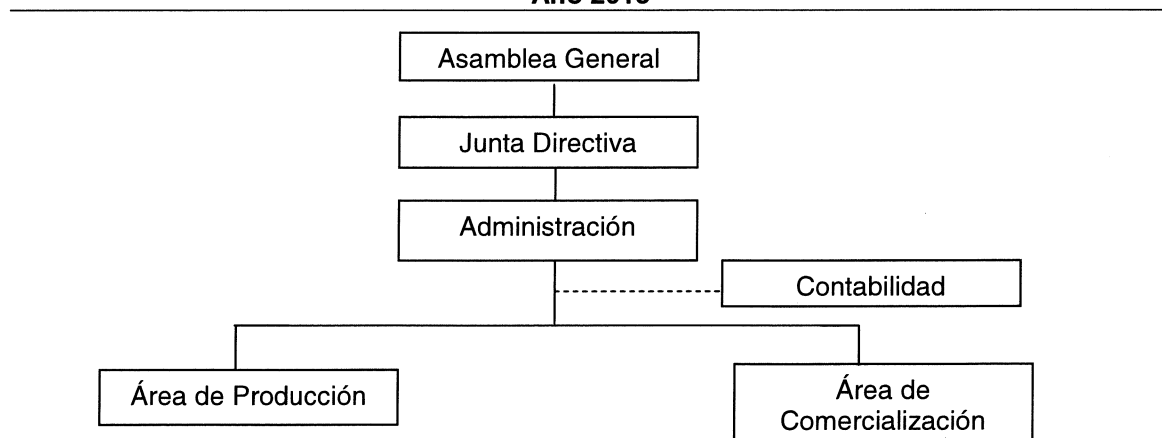 Asamblea General
Junta Directiva
Administración
Contabilidad
Área de Producción
Área de
Comercialización